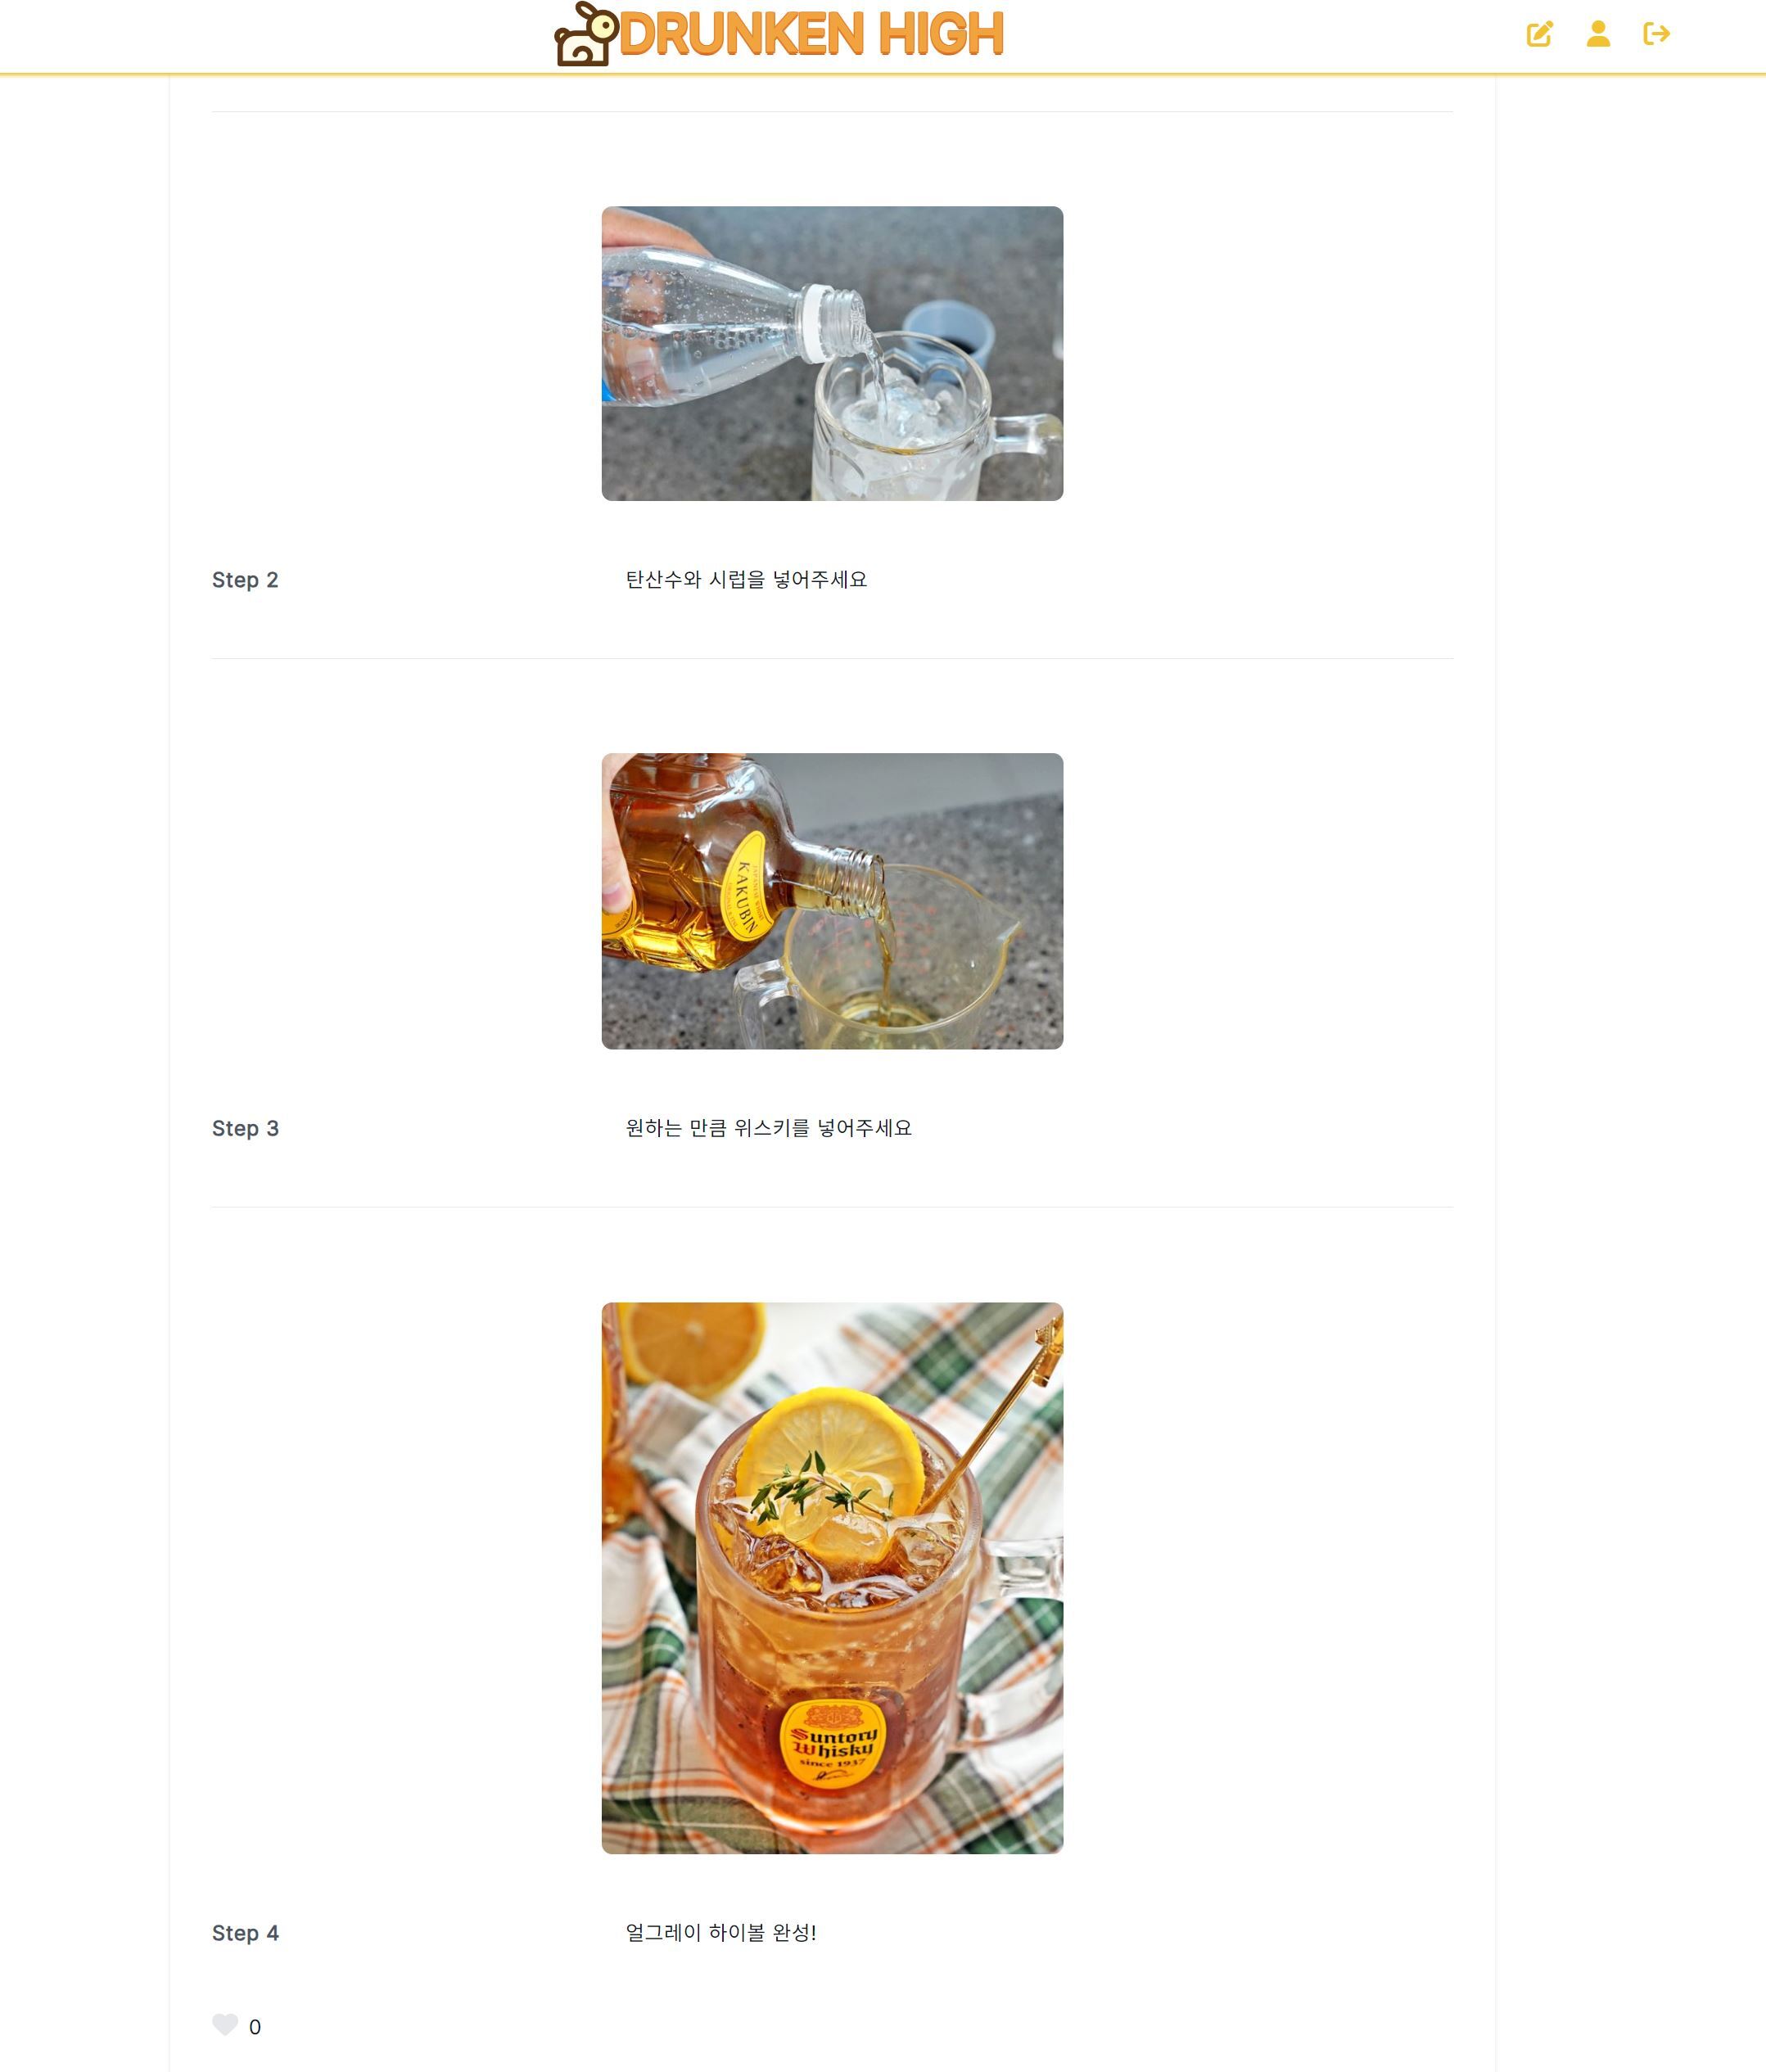 DRUNKEN HIGH
Step 2
탄산수와 시럽을 넣어주세요
KAKUBIN
Step 3
원하는 만큼 위스키를 넣어주세요
Suntory
Whisky
since 1937
Step 4
얼그레이 하이볼 완성!
0